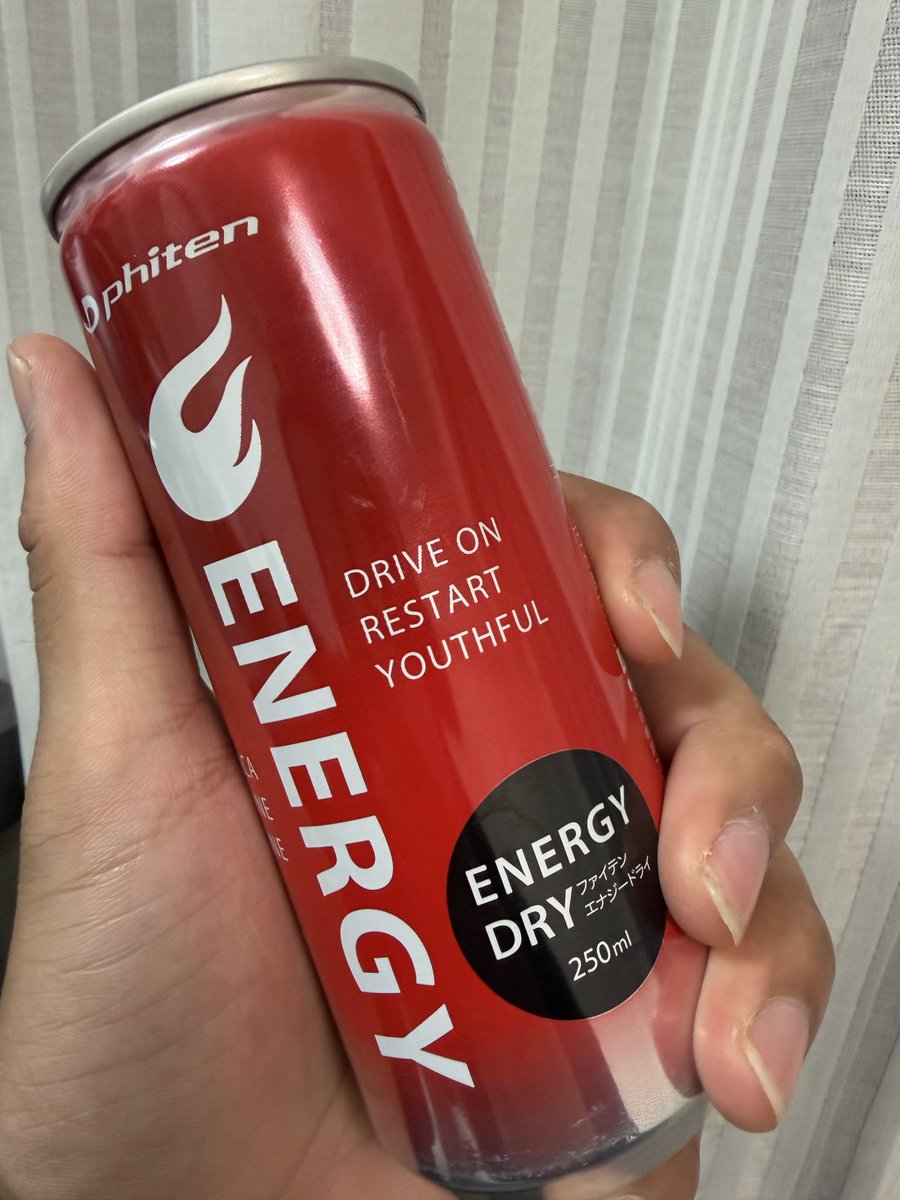 phiten
ENERGY
DRIVE ON
RESTART
YOUTHFUL
ENERGY
DRY
ファイテン
エナジードライ
250ml